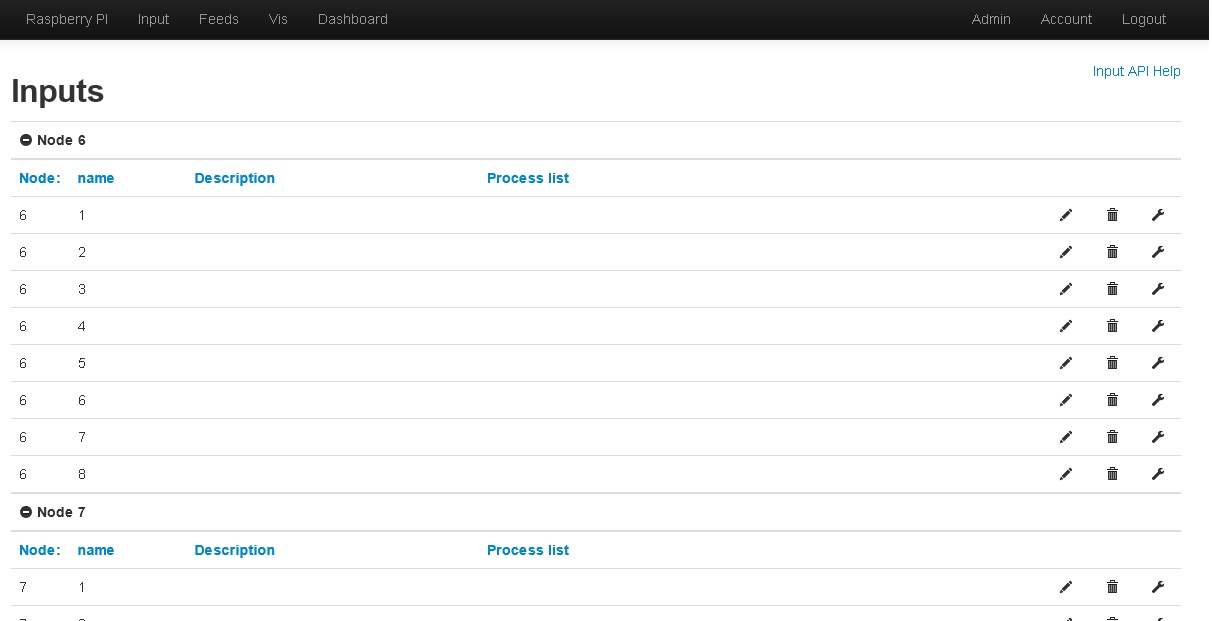 Raspberry PI Input Feeds Vis Dashboard Admin Account Logout
Input API Help
Inputs
Node 6
Node: name Description Process list
6 1
6 2
6 3
6 4
6 5
6 6
6 7
6 8
Node 7
Node: name Description Process list
7 1